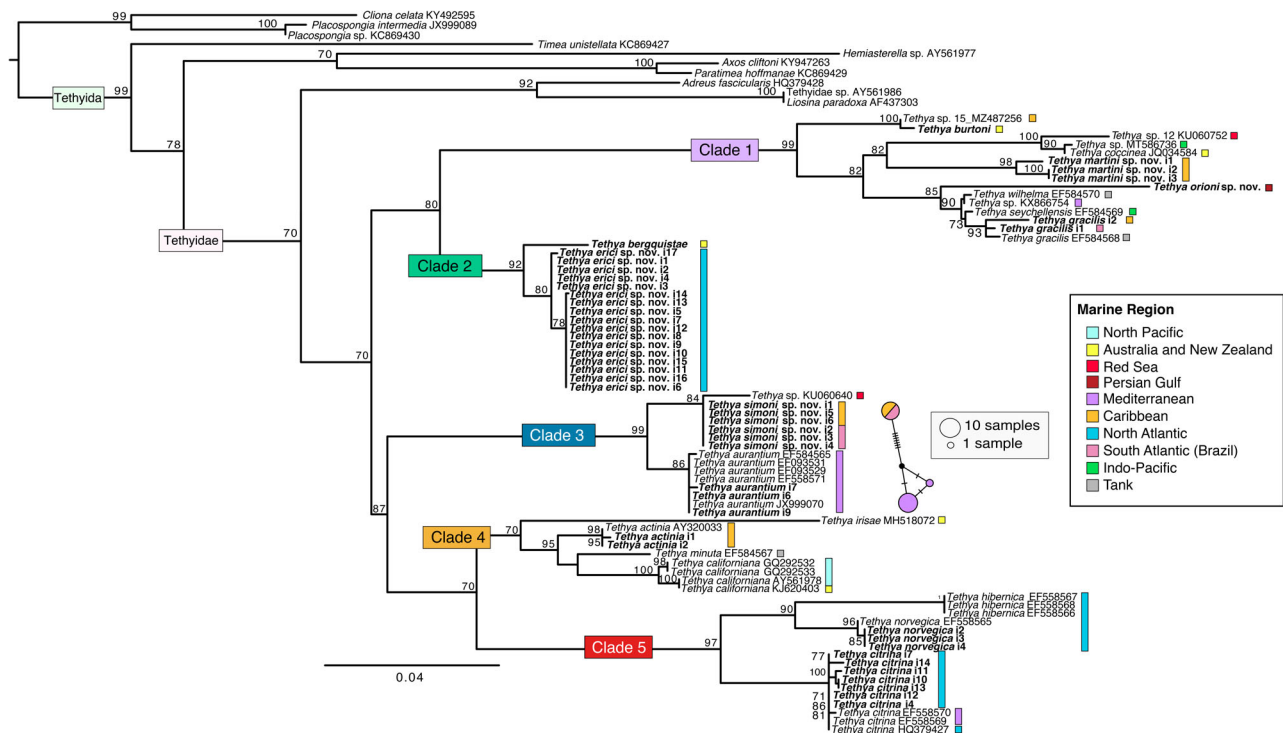 99
Cliona celata KY492595
100
Placospongia intermedia JX999089
Placospongia sp. KC869430
Timea unistellata KC869427
70
Hemiasterella sp. AY561977
100
Axos cliftoni KY947263
Paratimea hoffmanae KC869429
Tethyida
99
92
Adreus fascicularis HQ379428
100
Tethyidae sp. AY561986
Liosina paradoxa AF437303
78
Tethyidae
70
Clade 1
99
100
Tethya sp. 15_MZ487256
Tethya burtoni
82
100
Tethya sp. 12 KU060752
90
Tethya sp. MT586736
Tethya coccinea JQ034584
98
Tethya martini sp. nov. i1
100
Tethya martini sp. nov. i2
Tethya martini sp. nov. i3
82
85
Tethya orioni sp. nov.
Tethya wilhelma EF584570
90
Tethya sp. KX866754
Tethya seychellensis EF584569
73
Tethya gracilis i2
93
Tethya gracilis i1
Tethya gracilis EF584568
80
Clade 2
92
Tethya bergquistae
80
Tethya erici sp. nov. i17
Tethya erici sp. nov. i1
Tethya erici sp. nov. i2
Tethya erici sp. nov. i4
Tethya erici sp. nov. i3
78
Tethya erici sp. nov. i14
Tethya erici sp. nov. i13
Tethya erici sp. nov. i5
Tethya erici sp. nov. i7
Tethya erici sp. nov. i12
Tethya erici sp. nov. i8
Tethya erici sp. nov. i9
Tethya erici sp. nov. i10
Tethya erici sp. nov. i15
Tethya erici sp. nov. i11
Tethya erici sp. nov. i16
Tethya erici sp. nov. i6
70
Clade 3
99
84
Tethya sp. KU060640
Tethya simoni sp. nov. i1
Tethya simoni sp. nov. i5
Tethya simoni sp. nov. i6
Tethya simoni sp. nov. i2
Tethya simoni sp. nov. i3
Tethya simoni sp. nov. i4
86
Tethya aurantium EF584565
Tethya aurantium EF093531
Tethya aurantium EF093529
Tethya aurantium EF558571
Tethya aurantium i7
Tethya aurantium i6
Tethya aurantium JX999070
Tethya aurantium i9
10 samples
1 sample
87
Clade 4
70
Tethya irisae MH518072
95
98
Tethya actinia AY320033
Tethya actinia i1
95
Tethya actinia i2
Tethya minuta EF584567
100
98
Tethya californiana GQ292532
Tethya californiana GQ292533
100
Tethya californiana AY561978
Tethya californiana KJ620403
70
Clade 5
97
90
Tethya hibernica EF558567
Tethya hibernica EF558568
Tethya hibernica EF558566
96
Tethya norvegica EF558565
Tethya norvegica i2
Tethya norvegica i3
85
Tethya norvegica i4
77
Tethya citrina i7
Tethya citrina i14
100
Tethya citrina i11
Tethya citrina i10
Tethya citrina i13
71
Tethya citrina i12
86
Tethya citrina i4
81
Tethya citrina EF558570
Tethya citrina EF558569
Tethya citrina HQ379427
0.04
Marine Region
North Pacific
Australia and New Zealand
Red Sea
Persian Gulf
Mediterranean
Caribbean
North Atlantic
South Atlantic (Brazil)
Indo-Pacific
Tank